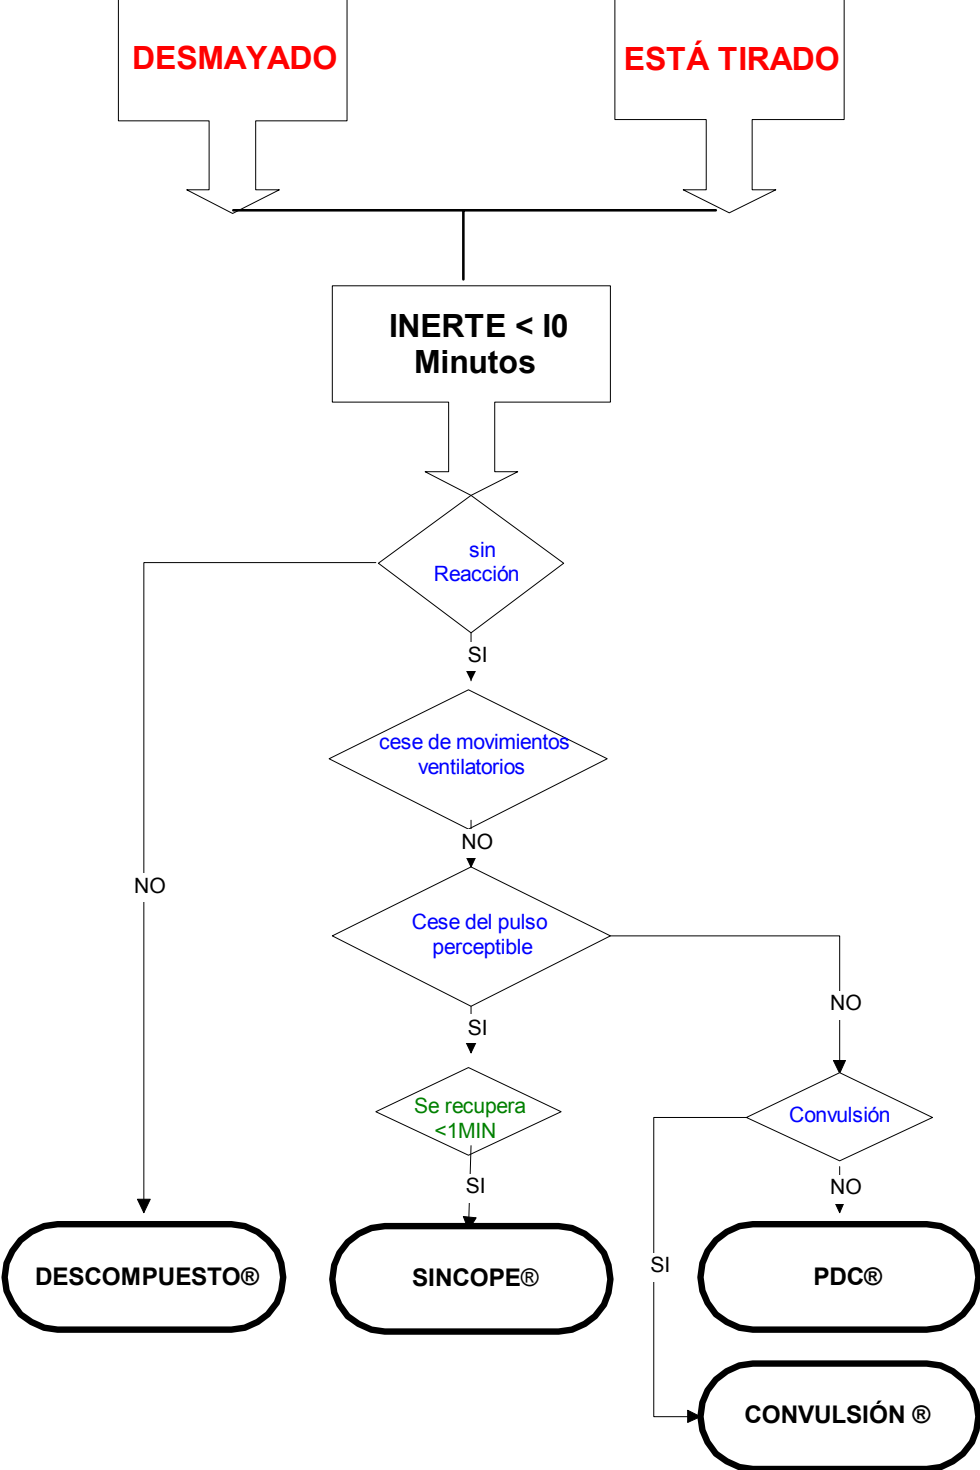 DESMAYADO
ESTÁ TIRADO
INERTE < I0
Minutos
sin
Reacción
SI
cese de movimientos
ventilatorios
NO
NO
Cese del pulso
perceptible
NO
SI
Se recupera
<1MIN
Convulsión
SI
NO
SI
DESCOMPUESTO®
SINCOPE®
PDC®
CONVULSIÓN ®